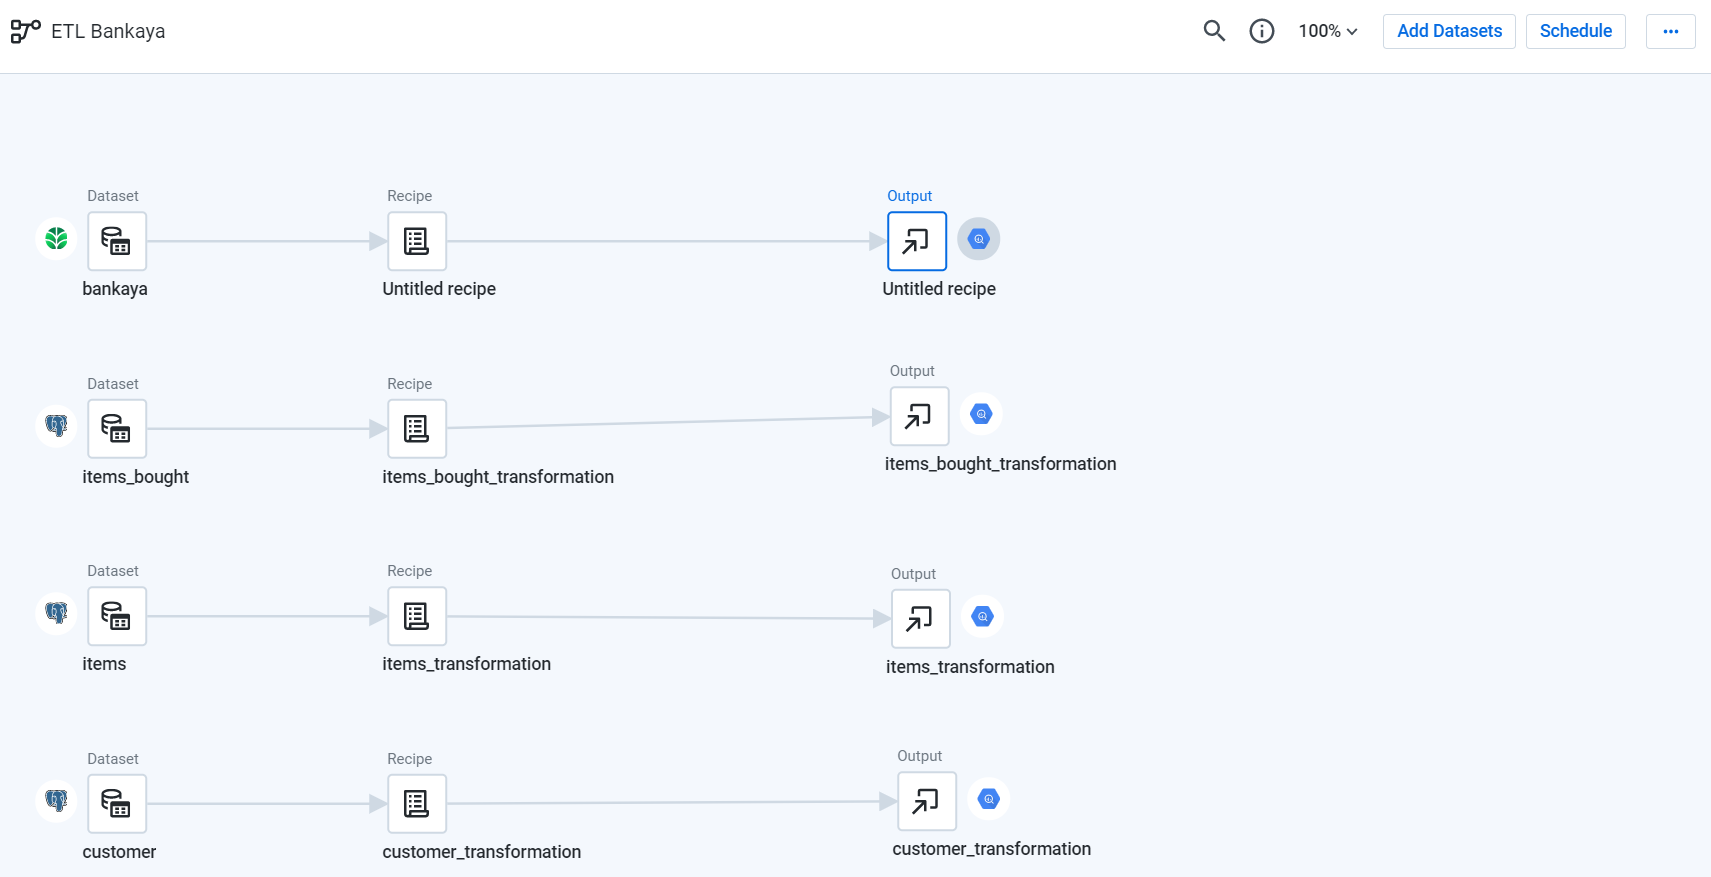 ETL Bankaya
100%
Add Datasets
Schedule
Dataset
Recipe
Output
bankaya
Untitled recipe
Untitled recipe
Dataset
Recipe
Output
items_bought
items_bought_transformation
items_bought_transformation
Dataset
Recipe
Output
items
items_transformation
items_transformation
Dataset
Recipe
Output
customer
customer_transformation
customer_transformation